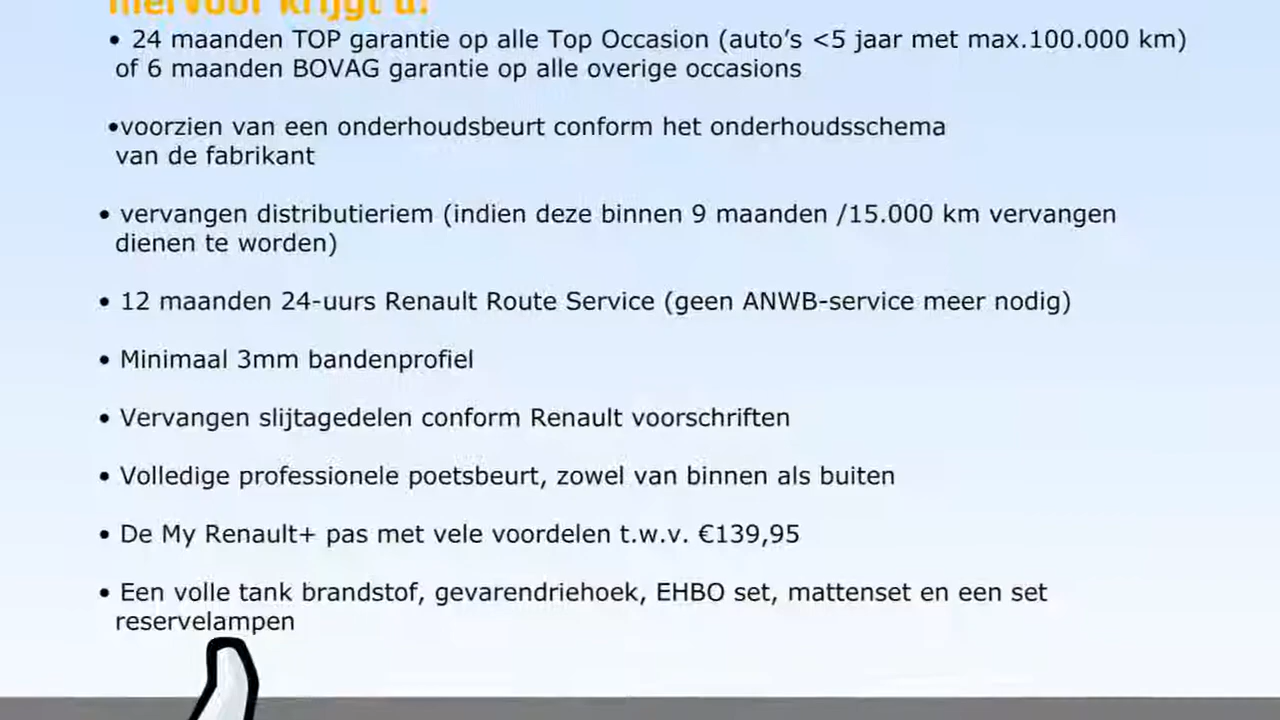 Hiervoor krijgt u:
• 24 maanden TOP garantie op alle Top Occasion (auto's <5 jaar met max.100.000 km)
of 6 maanden BOVAG garantie op alle overige occasions
•voorzien van een onderhoudsbeurt conform het onderhoudsschema
van de fabrikant
• vervangen distributieriem (indien deze binnen 9 maanden /15.000 km vervangen
dienen te worden)
• 12 maanden 24-uurs Renault Route Service (geen ANWB-service meer nodig)
• Minimaal 3mm bandenprofiel
• Vervangen slijtagedelen conform Renault voorschriften
• Volledige professionele poetsbeurt, zowel van binnen als buiten
• De My Renault+ pas met vele voordelen t.w.v. €139,95
• Een volle tank brandstof, gevarendriehoek, EHBO set, mattenset en een set
reservelampen